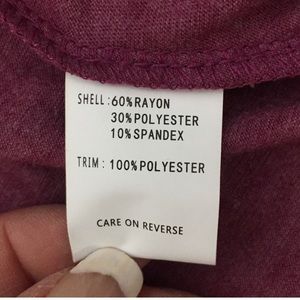 SHELL:60%RAYON
30%POLYESTER
10%SPANDEX
TRIM:100%POLYESTER
CARE ON REVERSE